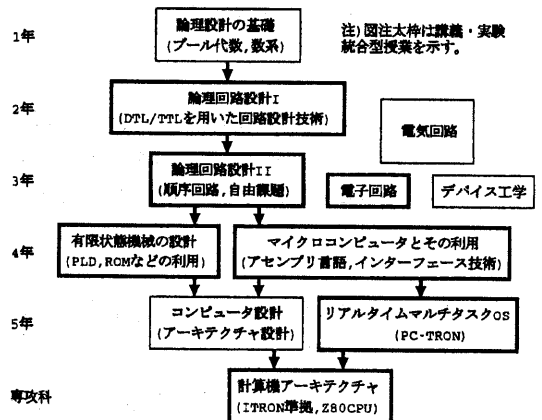 1年
論理設計の基礎
(ブール代数,数系)
注)図注太枠は講義・実験
統合型授業を示す。
2年
論理回路設計I
(DTL/TTLを用いた回路設計技術)
電気回路
3年
論理回路設計II
(順序回路,自由課題)
電子回路
デバイス工学
4年
有限状態機械の設計
(PLD,ROMなどの利用)
マイクロコンピュータとその利用
(アセンブリ言語,インターフェース技術)
5年
コンピュータ設計
(アーキテクチャ設計)
リアルタイムマルチタスクOS
(PC-TRON)
専攻科
計算機アーキテクチャ
(ITRON準拠,Z80CPU)